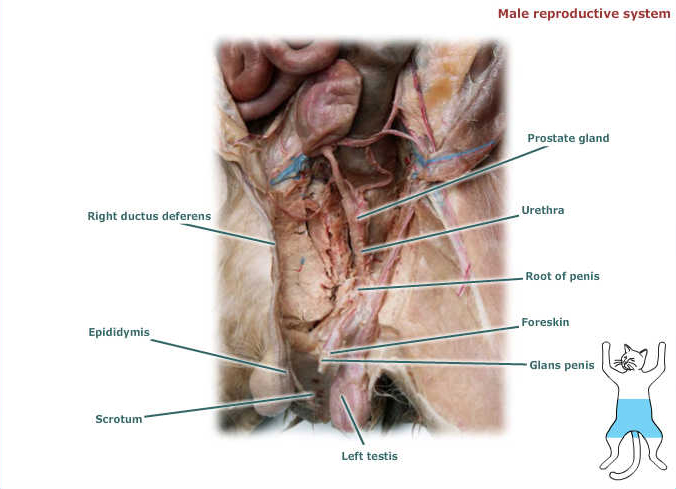 Male reproductive system
Prostate gland
Right ductus deferens
Urethra
Root of penis
Foreskin
Epididymis
Glans penis
Scrotum
Left testis